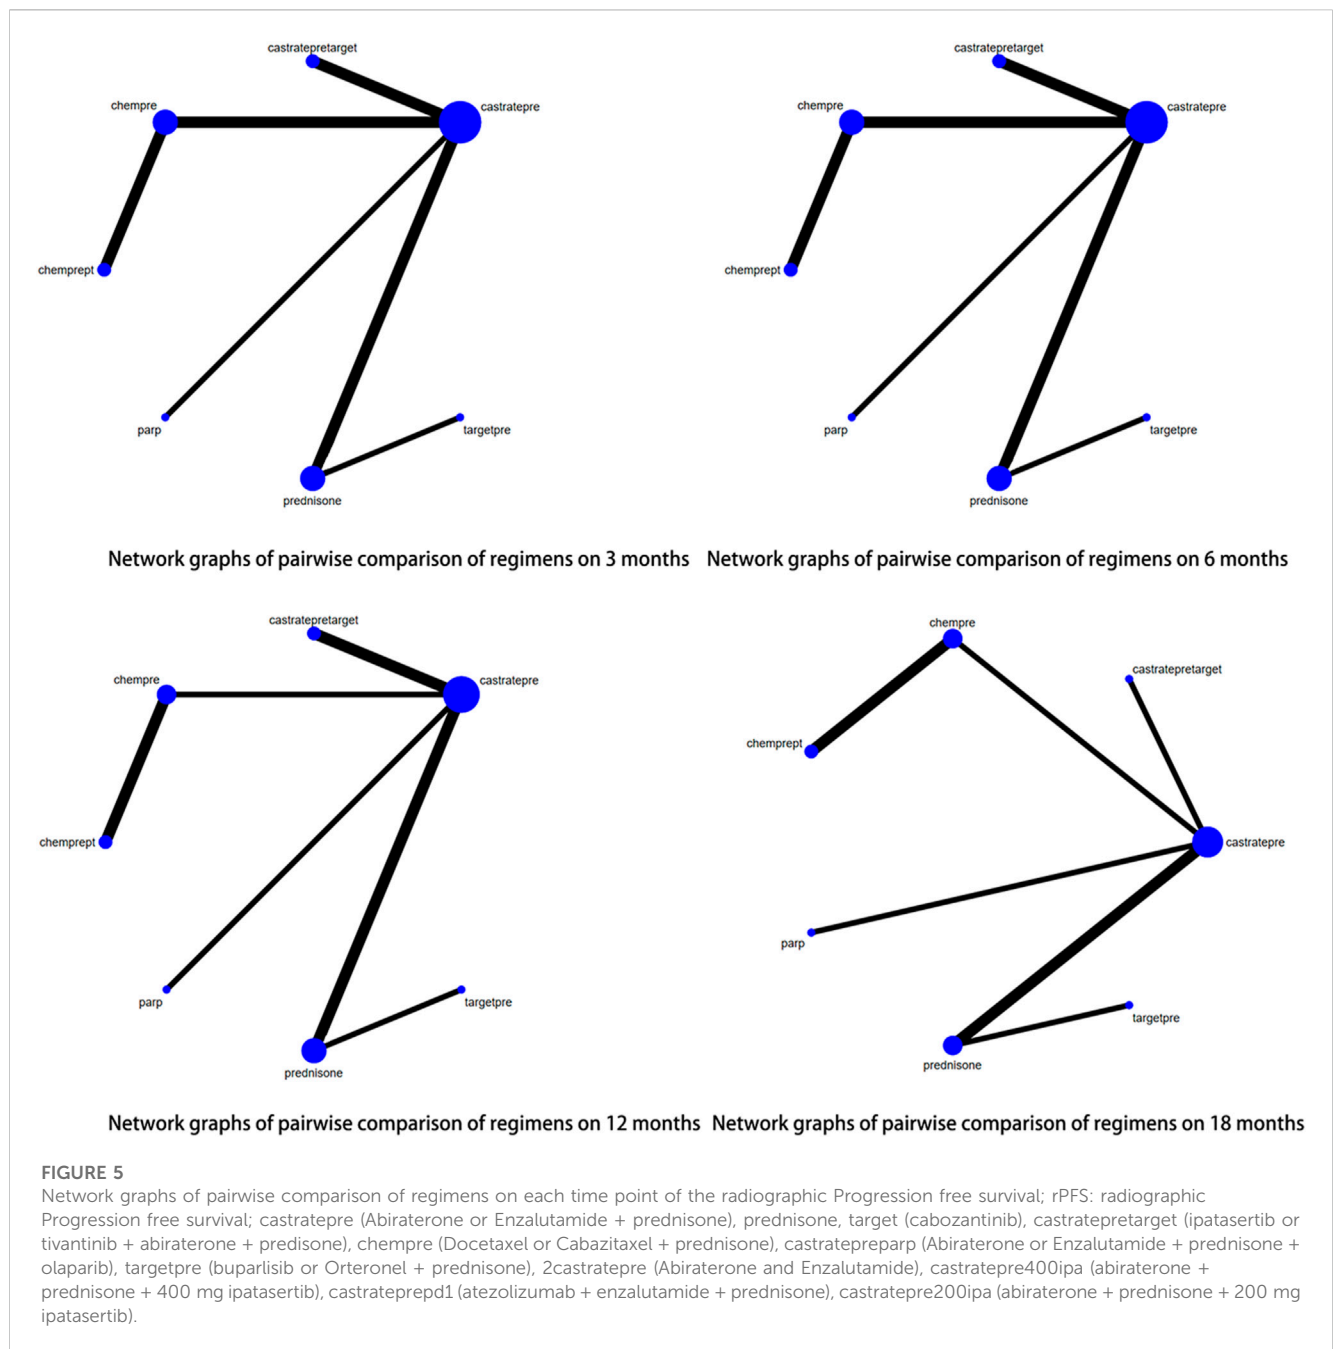 castratepretarget
chempre
castratepre
chemprept
parp
targetpre
prednisone
Network graphs of pairwise comparison of regimens on 3 months
castratepretarget
chempre
castratepre
chemprept
parp
targetpre
prednisone
Network graphs of pairwise comparison of regimens on 6 months
castratepretarget
chempre
castratepre
chemprept
parp
targetpre
prednisone
Network graphs of pairwise comparison of regimens on 12 months
chempre
castratepretarget
chemprept
castratepre
parp
targetpre
prednisone
Network graphs of pairwise comparison of regimens on 18 months
FIGURE 5
Network graphs of pairwise comparison of regimens on each time point of the radiographic Progression free survival; rPFS: radiographic
Progression free survival; castratepre (Abiraterone or Enzalutamide + prednisone), prednisone, target (cabozantinib), castratepretarget (ipatasertib or
tivantinib + abiraterone + predisone), chempre (Docetaxel or Cabazitaxel + prednisone), castratepreparp (Abiraterone or Enzalutamide + prednisone +
olaparib), targetpre (buparlisib or Orteronel + prednisone), 2castratepre (Abiraterone and Enzalutamide), castratepre400ipa (abiraterone +
prednisone + 400 mg ipatasertib), castrateprepd1 (atezolizumab + enzalutamide + prednisone), castratepre200ipa (abiraterone + prednisone + 200 mg
ipatasertib).